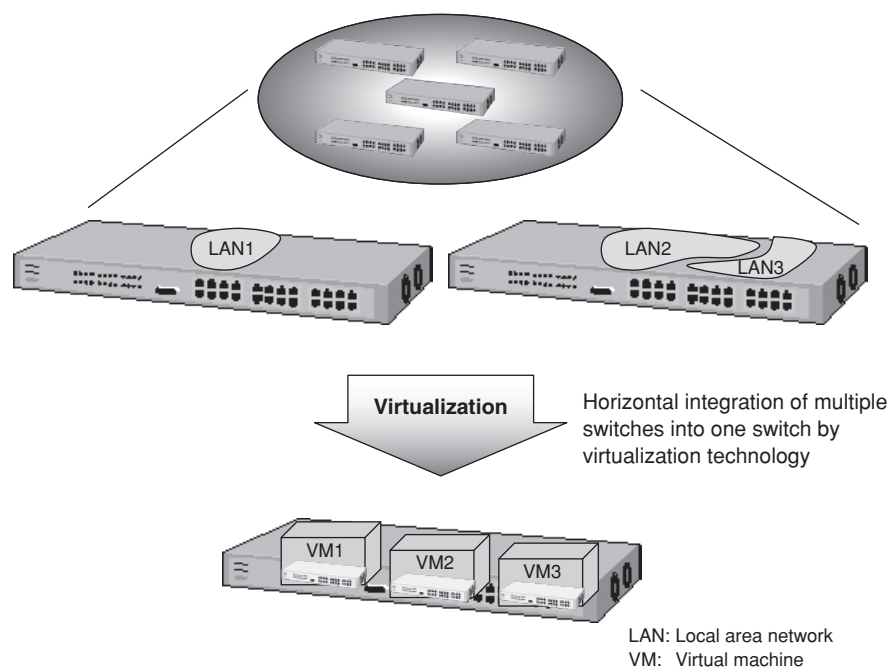 LAN1
LAN2
LAN3
Virtualization
Horizontal integration of multiple
switches into one switch by
virtualization technology
VM1
VM2
VM3
LAN: Local area network
VM: Virtual machine